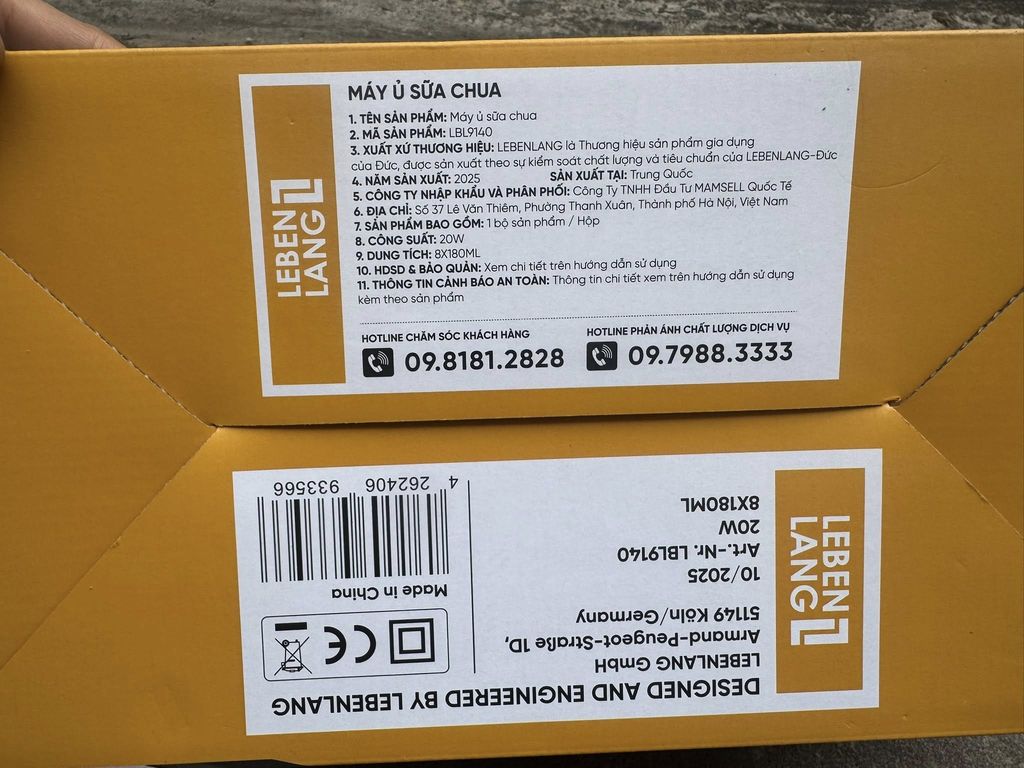 LEBEN
LANG
MÁY Ủ SỮA CHUA
1. TÊN SẢN PHẨM: Máy ủ sữa chua
2. MÃ SẢN PHẨM: LBL9140
3. XUẤT XỨ THƯƠNG HIỆU: LEBENLANG là Thương hiệu sản phẩm gia dụng
của Đức, được sản xuất theo sự kiểm soát chất lượng và tiêu chuẩn của LEBENLANG-Đức
4. NĂM SẢN XUẤT: 2025 SẢN XUẤT TẠI: Trung Quốc
5. CÔNG TY NHẬP KHẨU VÀ PHÂN PHỐI: Công Ty TNHH Đầu Tư MAMSELL Quốc Tế
6. ĐỊA CHỈ: Số 37 Lê Văn Thiêm, Phường Thanh Xuân, Thành phố Hà Nội, Việt Nam
7. SẢN PHẨM BAO GỒM: 1 bộ sản phẩm / Hộp
8. CÔNG SUẤT: 20W
9. DUNG TÍCH: 8X180ML
10. HDSD & BẢO QUẢN: Xem chi tiết trên hướng dẫn sử dụng
11. THÔNG TIN CẢNH BÁO AN TOÀN: Thông tin chi tiết xem trên hướng dẫn sử dụng
kèm theo sản phẩm
HOTLINE CHĂM SÓC KHÁCH HÀNG
09.8181.2828
HOTLINE PHẢN ÁNH CHẤT LƯỢNG DỊCH VỤ
09.7988.3333
LEBEN
LANG
DESIGNED AND ENGINEERED BY LEBENLANG
LEBENLANG GmbH
Armand-Peugeot-Straße 1D,
51149 Köln/Germany
10/2025
Art.-Nr. LBL9140
20W
8X180ML
CE
Made in China
4 262406 933566